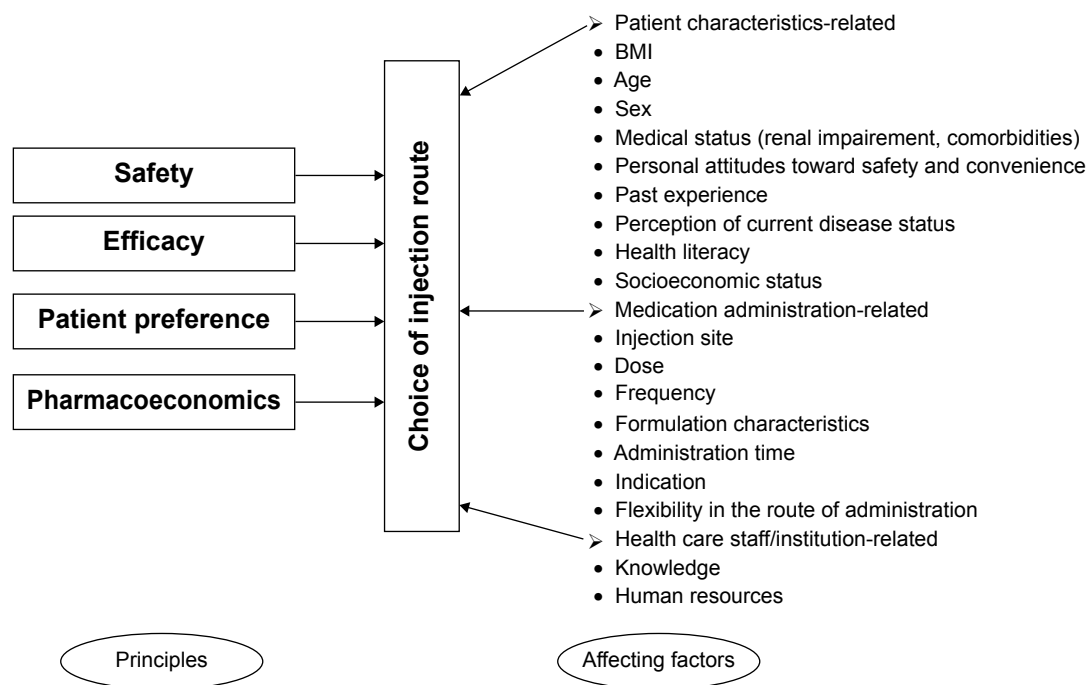 Safety
Efficacy
Patient preference
Pharmacoeconomics
Choice of injection route
➢ Patient characteristics-related
• BMI
• Age
• Sex
• Medical status (renal impairement, comorbidities)
• Personal attitudes toward safety and convenience
• Past experience
• Perception of current disease status
• Health literacy
• Socioeconomic status
➢ Medication administration-related
• Injection site
• Dose
• Frequency
• Formulation characteristics
• Administration time
• Indication
• Flexibility in the route of administration
➢ Health care staff/institution-related
• Knowledge
• Human resources
Principles
Affecting factors